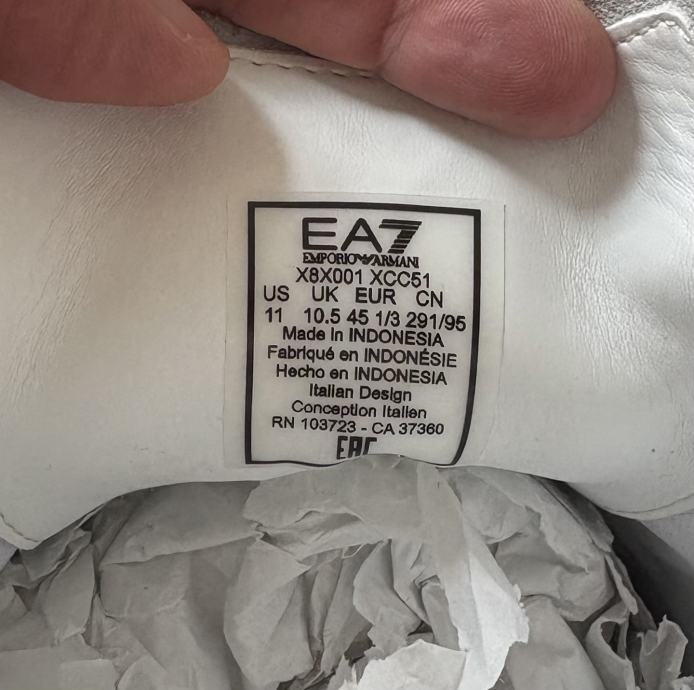 EA7
EMPORIO ARMANI
X8X001 XCC51
US UK EUR CN
11 10.5 45 1/3 291/95
Made in INDONESIA
Fabriqué en INDONÉSIE
Hecho en INDONESIA
Italian Design
Conception Italien
RN 103723 - CA 37360
EAC